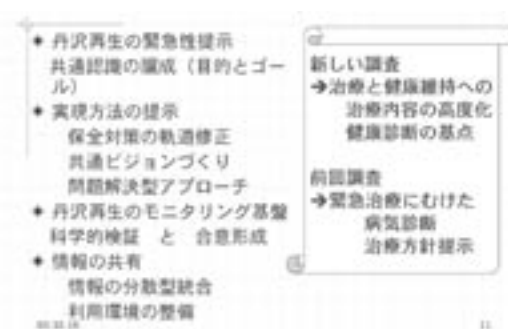 ◆ 丹沢再生の緊急性提示
共通認識の醸成（目的とゴー
ル）
◆ 実現方法の提示
保全対策の軌道修正
共通ビジョンづくり
問題解決型アプローチ
◆ 丹沢再生のモニタリング基盤
科学的検証　と　合意形成
◆ 情報の共有
情報の分散型統合
利用環境の整備
新しい調査
➔治療と健康維持への
治療内容の高度化
健康診断の基点
前回調査
➔緊急治療にむけた
病気診断
治療方針提示